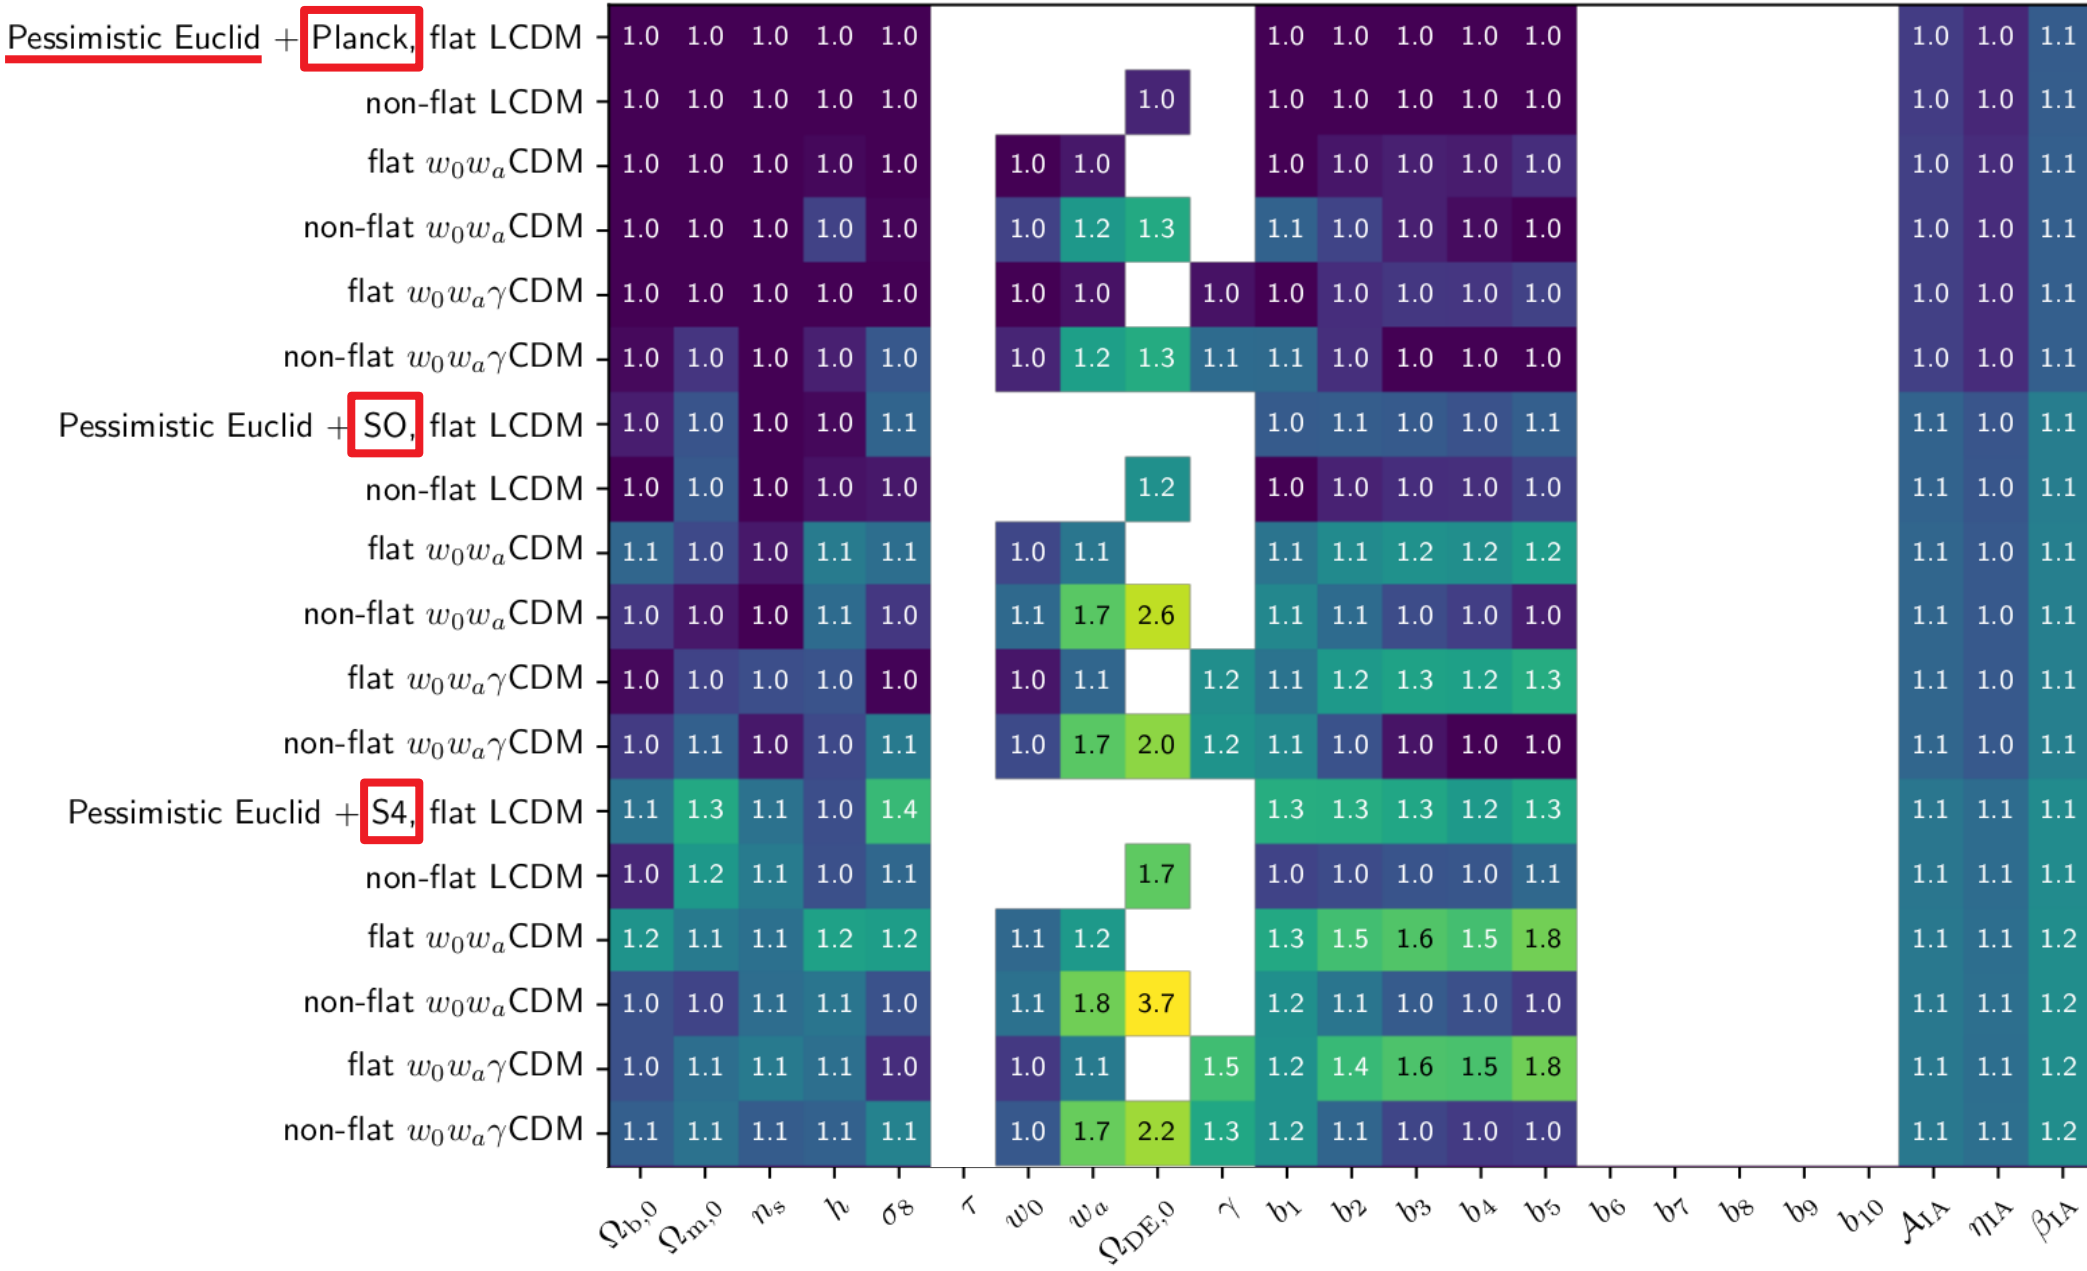 Pessimistic Euclid + Planck, flat LCDM 1.0 1.0 1.0 1.0 1.0 1.0 1.0 1.0 1.0 1.0 1.0 1.0 1.1
non-flat LCDM 1.0 1.0 1.0 1.0 1.0 1.0 1.0 1.0 1.0 1.0 1.0 1.0 1.0 1.1
flat w₀wₐCDM 1.0 1.0 1.0 1.0 1.0 1.0 1.0 1.0 1.0 1.0 1.0 1.0 1.0 1.0 1.1
non-flat w₀wₐCDM 1.0 1.0 1.0 1.0 1.0 1.0 1.2 1.3 1.1 1.0 1.0 1.0 1.0 1.0 1.0 1.1
flat w₀wₐγCDM 1.0 1.0 1.0 1.0 1.0 1.0 1.0 1.0 1.0 1.0 1.0 1.0 1.0 1.0 1.0 1.1
non-flat w₀wₐγCDM 1.0 1.0 1.0 1.0 1.0 1.0 1.2 1.3 1.1 1.1 1.0 1.0 1.0 1.0 1.0 1.0 1.1
Pessimistic Euclid + SO, flat LCDM 1.0 1.0 1.0 1.0 1.1 1.0 1.1 1.0 1.0 1.1 1.1 1.0 1.1
non-flat LCDM 1.0 1.0 1.0 1.0 1.0 1.2 1.0 1.0 1.0 1.0 1.0 1.1 1.0 1.1
flat w₀wₐCDM 1.1 1.0 1.0 1.1 1.1 1.0 1.1 1.1 1.1 1.2 1.2 1.2 1.1 1.0 1.1
non-flat w₀wₐCDM 1.0 1.0 1.0 1.1 1.0 1.1 1.7 2.6 1.1 1.1 1.0 1.0 1.0 1.1 1.0 1.1
flat w₀wₐγCDM 1.0 1.0 1.0 1.0 1.0 1.0 1.1 1.2 1.1 1.2 1.3 1.2 1.3 1.1 1.0 1.1
non-flat w₀wₐγCDM 1.0 1.1 1.0 1.0 1.1 1.0 1.7 2.0 1.2 1.1 1.0 1.0 1.0 1.0 1.1 1.0 1.1
Pessimistic Euclid + S4, flat LCDM 1.1 1.3 1.1 1.0 1.4 1.3 1.3 1.3 1.2 1.3 1.1 1.1 1.1
non-flat LCDM 1.0 1.2 1.1 1.0 1.1 1.7 1.0 1.0 1.0 1.0 1.1 1.1 1.1 1.1
flat w₀wₐCDM 1.2 1.1 1.1 1.2 1.2 1.1 1.2 1.3 1.5 1.6 1.5 1.8 1.1 1.1 1.2
non-flat w₀wₐCDM 1.0 1.0 1.1 1.1 1.0 1.1 1.8 3.7 1.2 1.1 1.0 1.0 1.0 1.1 1.1 1.2
flat w₀wₐγCDM 1.0 1.1 1.1 1.1 1.0 1.0 1.1 1.5 1.2 1.4 1.6 1.5 1.8 1.1 1.1 1.2
non-flat w₀wₐγCDM 1.1 1.1 1.1 1.1 1.1 1.0 1.7 2.2 1.3 1.2 1.1 1.0 1.0 1.0 1.1 1.1 1.2
Ω_b,0 Ω_m,0 n_s h σ₈ τ w₀ wₐ Ω_DE,0 γ b₁ b₂ b₃ b₄ b₅ b₆ b₇ b₈ b₉ b₁₀ 𝒜_IA η_IA β_IA